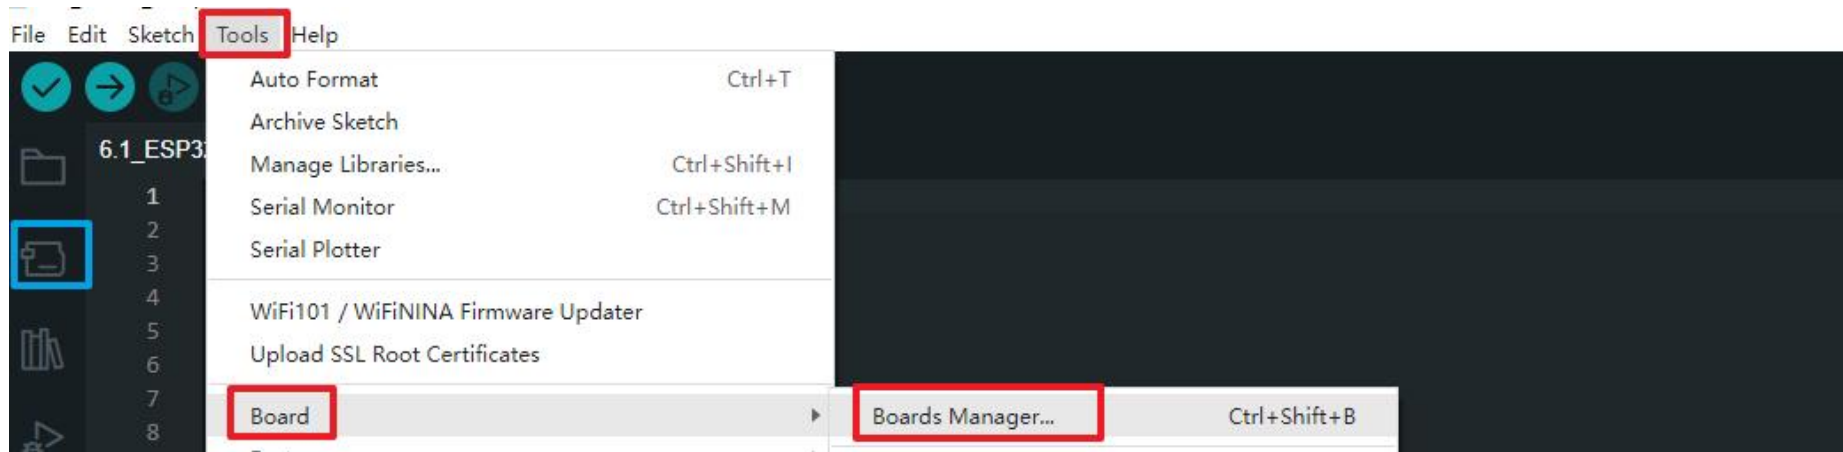 File Edit Sketch Tools Help
Auto Format Ctrl+T
Archive Sketch
6.1_ESP3
Manage Libraries... Ctrl+Shift+I
1
Serial Monitor Ctrl+Shift+M
2
Serial Plotter
3
4
WiFi101 / WiFiNINA Firmware Updater
5
Upload SSL Root Certificates
6
7
Board Boards Manager... Ctrl+Shift+B
8